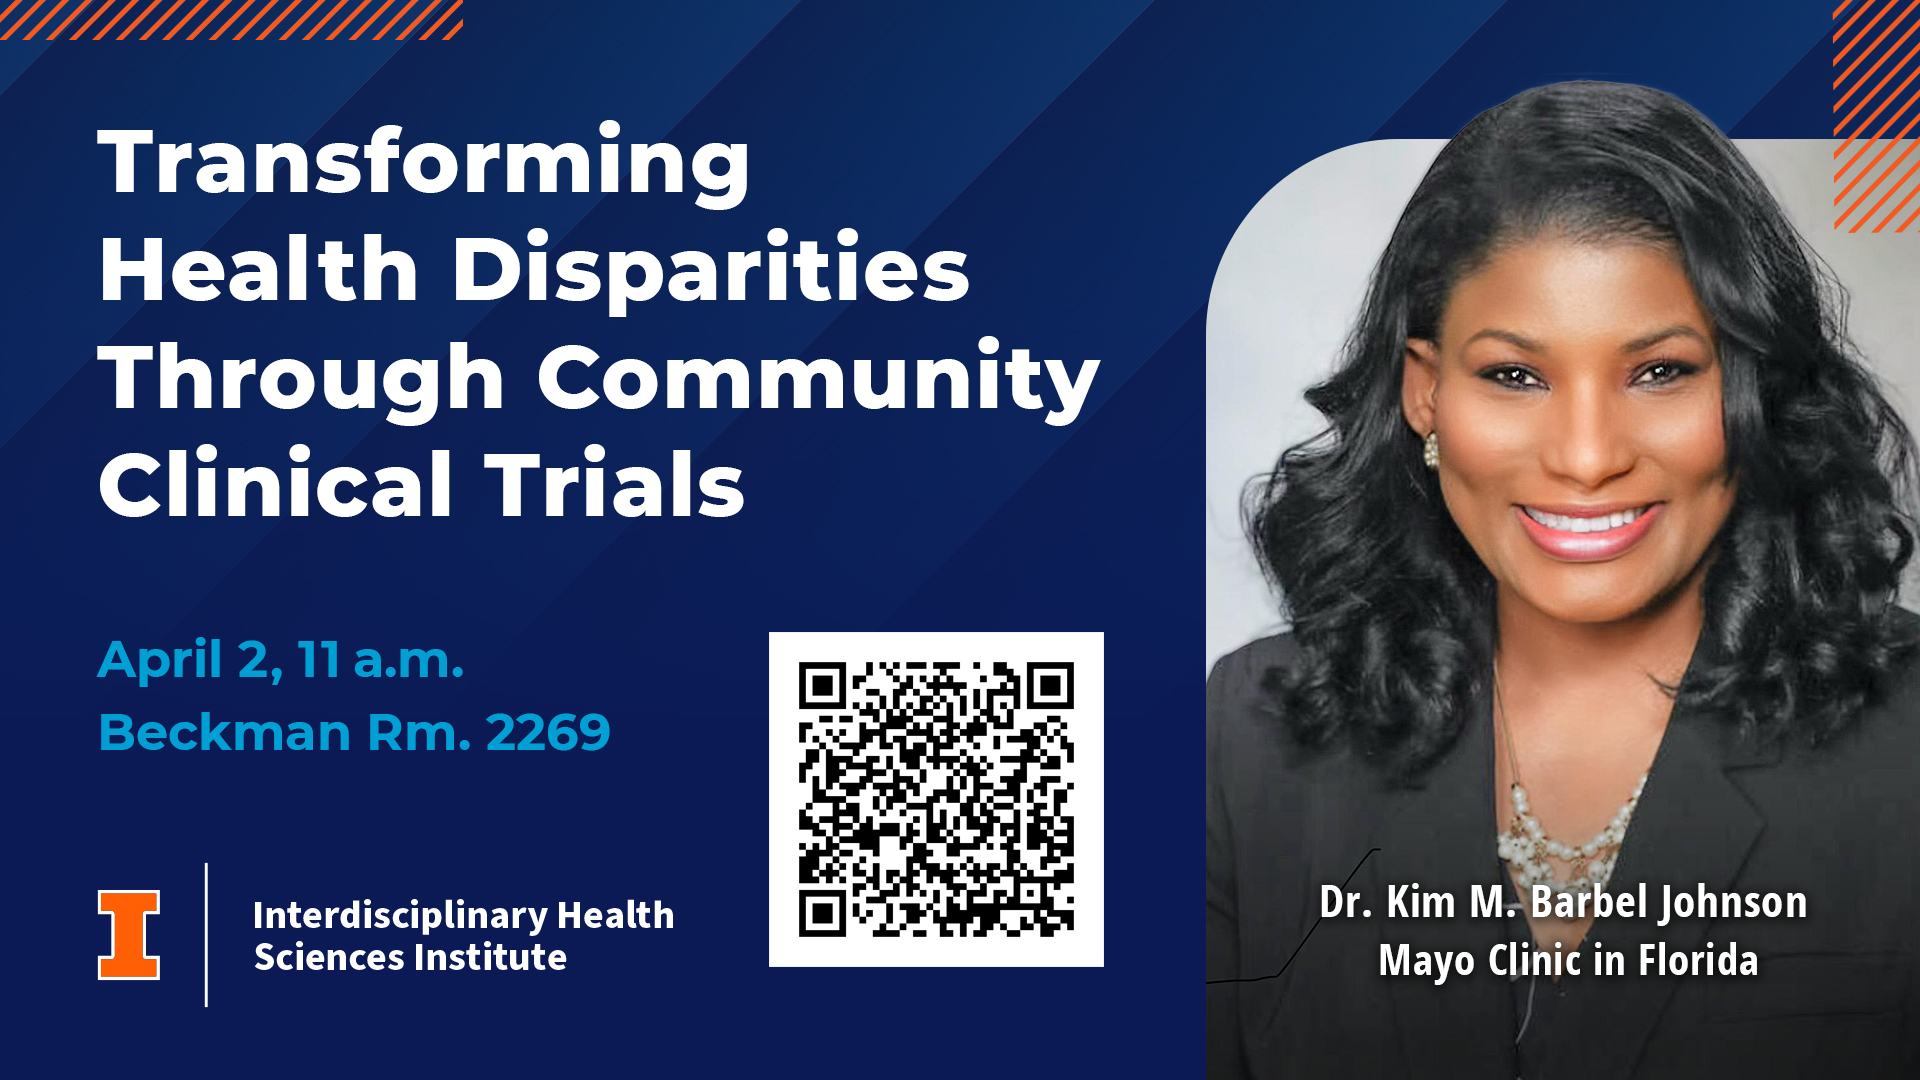 Transforming
Health Disparities
Through Community
Clinical Trials
April 2, 11 a.m.
Beckman Rm. 2269
I
Interdisciplinary Health
Sciences Institute
Dr. Kim M. Barbel Johnson
Mayo Clinic in Florida